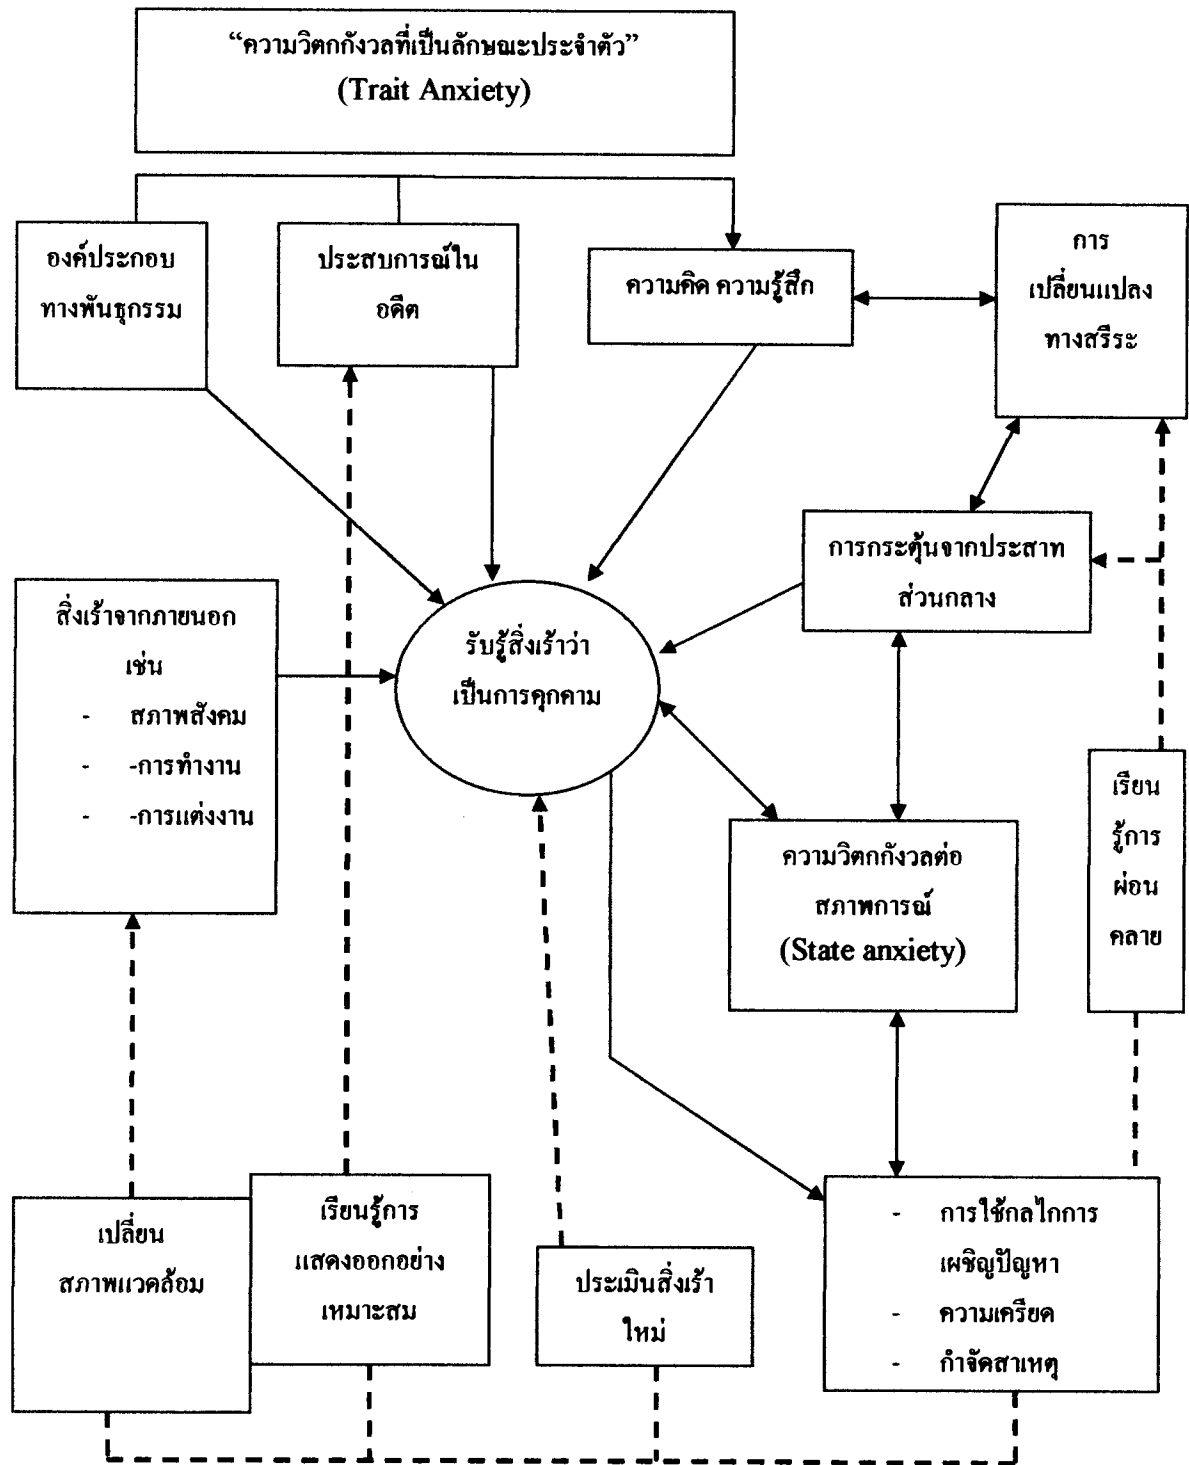 “ความวิตกกังวลที่เป็นลักษณะประจำตัว”
(Trait Anxiety)
องค์ประกอบ
ทางพันธุกรรม
ประสบการณ์ใน
อดีต
ความคิด ความรู้สึก
การ
เปลี่ยนแปลง
ทางสรีระ
การกระตุ้นจากประสาท
ส่วนกลาง
สิ่งเร้าจากภายนอก
เช่น
- สภาพสังคม
- -การทำงาน
- -การแต่งงาน
รับรู้สิ่งเร้าว่า
เป็นการคุกคาม
ความวิตกกังวลต่อ
สภาพการณ์
(State anxiety)
เรียน
รู้การ
ผ่อน
คลาย
เปลี่ยน
สภาพแวดล้อม
เรียนรู้การ
แสดงออกอย่าง
เหมาะสม
ประเมินสิ่งเร้า
ใหม่
- การใช้กลไกการ
เผชิญปัญหา
- ความเครียด
- กำจัดสาเหตุ